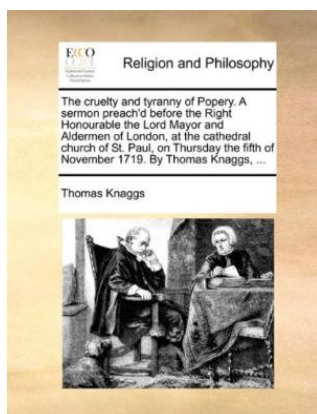 ECCO
Religion and Philosophy
The cruelty and tyranny of Popery. A
sermon preach'd before the Right
Honourable the Lord Mayor and
Aldermen of London, at the cathedral
church of St. Paul, on Thursday the fifth of
November 1719. By Thomas Knaggs, ...
Thomas Knaggs